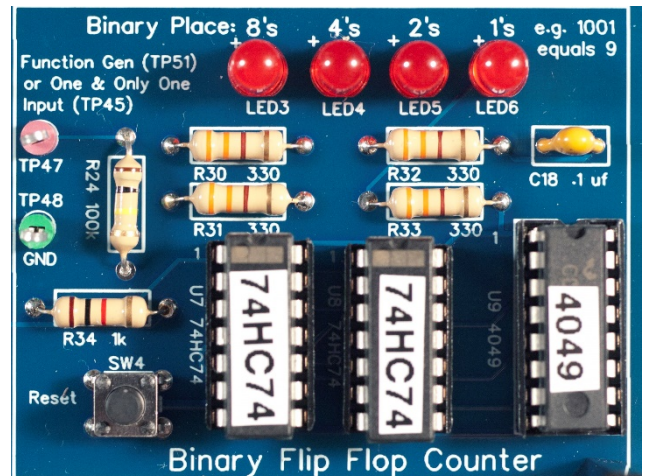 Binary Place: 8's 4's 2's 1's
e.g. 1001
equals 9
Function Gen (TP51)
or One & Only One
Input (TP45)
+ + + +
LED3 LED4 LED5 LED6
TP47
R24 100k
R30 330
R32 330
C18 .1 uf
TP48
GND
R31 330
R33 330
1 1 1
U7 74HC74
74HC74
U8 74HC74
74HC74
U9 4049
4049
R34 1k
SW4
Reset
Binary Flip Flop Counter